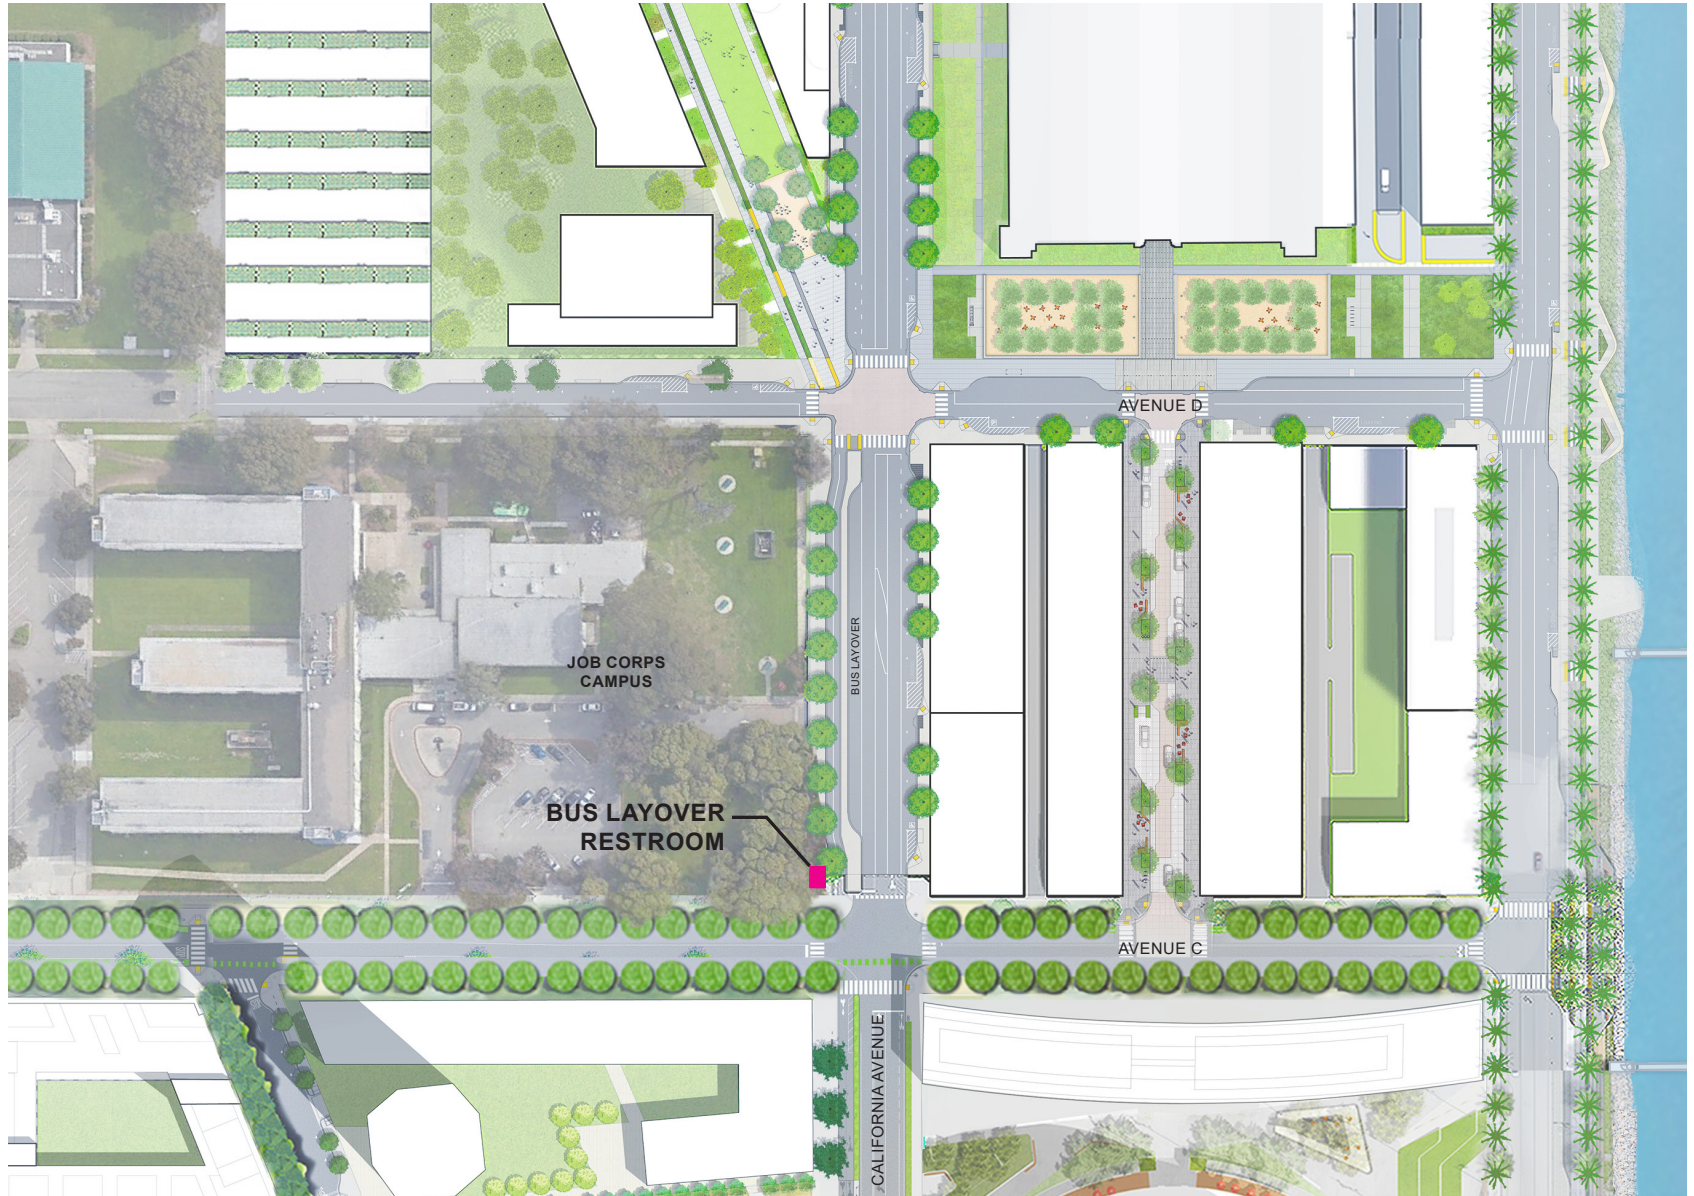 AVENUE D
BUS LAYOVER
JOB CORPS
CAMPUS
BUS LAYOVER
RESTROOM
AVENUE C
CALIFORNIA AVENUE